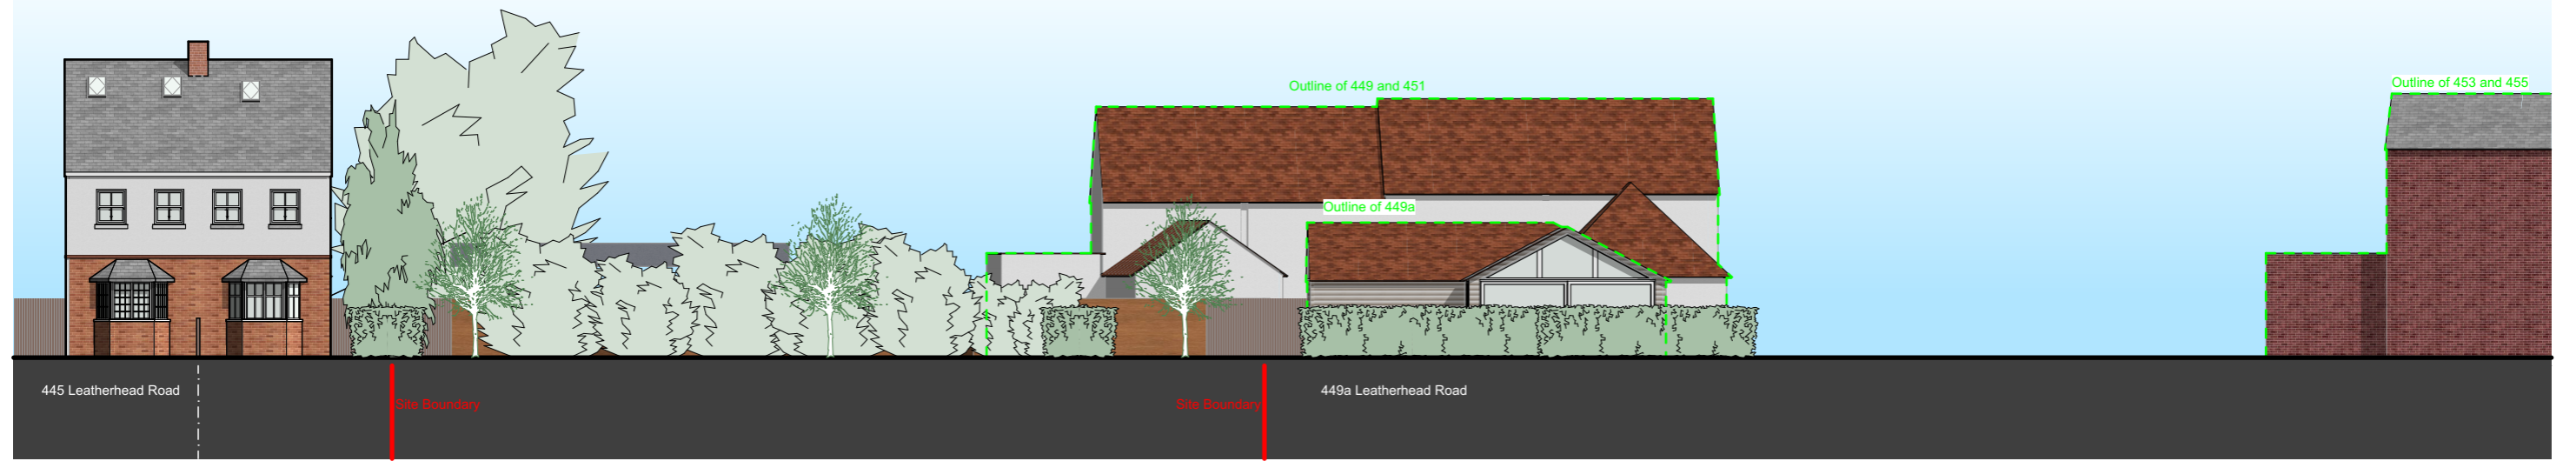 Outline of 449 and 451
Outline of 453 and 455
Outline of 449a
445 Leatherhead Road
449a Leatherhead Road
Site Boundary
Site Boundary